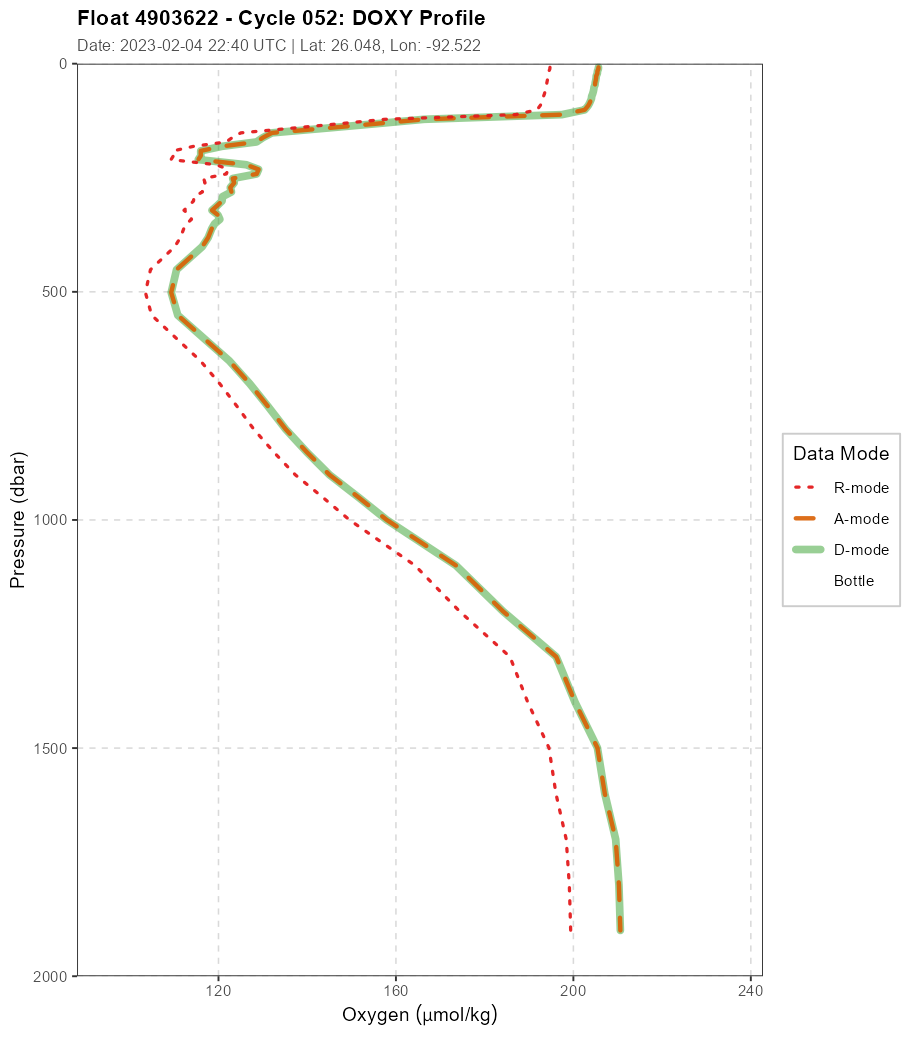 Float 4903622 - Cycle 052: DOXY Profile
Date: 2023-02-04 22:40 UTC | Lat: 26.048, Lon: -92.522
0
500
1000
1500
2000
Pressure (dbar)
120
160
200
240
Oxygen (μmol/kg)
Data Mode
R-mode
A-mode
D-mode
Bottle